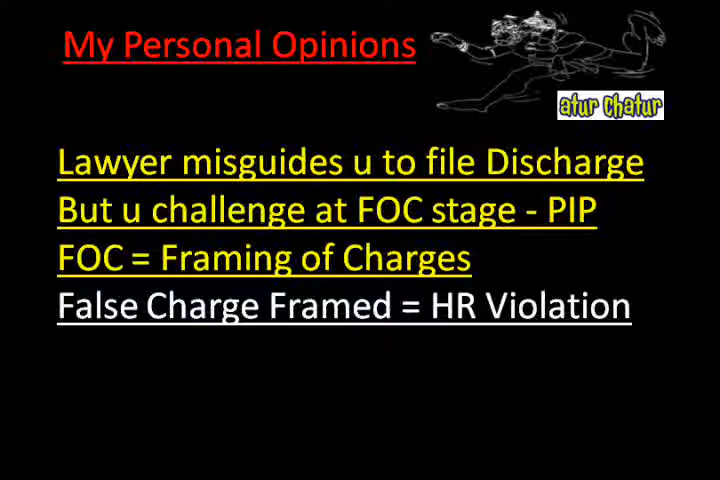 My Personal Opinions
atur chatur
Lawyer misguides u to file Discharge
But u challenge at FOC stage - PIP
FOC = Framing of Charges
False Charge Framed = HR Violation